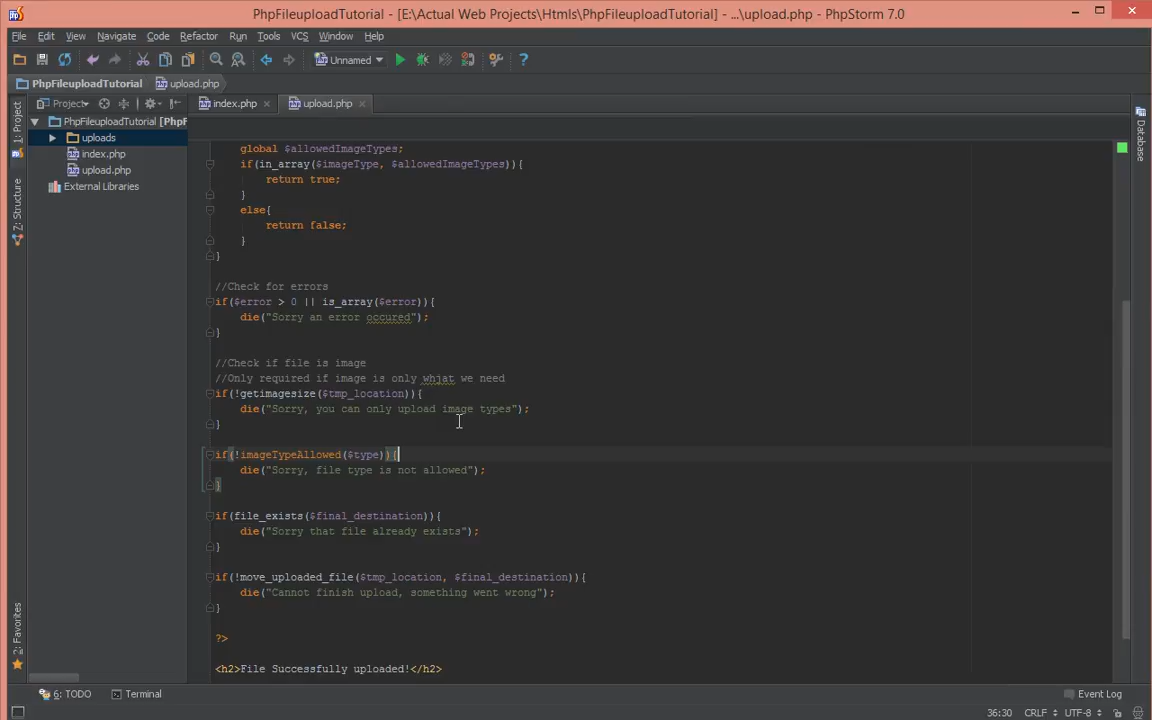 PhpFileuploadTutorial - [E:\Actual Web Projects\Htmls\PhpFileuploadTutorial] - ...\upload.php - PhpStorm 7.0
File Edit View Navigate Code Refactor Run Tools VCS Window Help
Unnamed
PhpFileuploadTutorial upload.php
Project index.php upload.php
1: Project
Z: Structure
2: Favorites
PhpFileuploadTutorial [PhpF
uploads
index.php
upload.php
External Libraries
global $allowedImageTypes;
if(in_array($imageType, $allowedImageTypes)){
return true;
}
else{
return false;
}
}
//Check for errors
if($error > 0 || is_array($error)){
die("Sorry an error occured");
}
//Check if file is image
//Only required if image is only whjat we need
if(!getimagesize($tmp_location)){
die("Sorry, you can only upload image types");
}
if(!imageTypeAllowed($type)){
die("Sorry, file type is not allowed");
}
if(file_exists($final_destination)){
die("Sorry that file already exists");
}
if(!move_uploaded_file($tmp_location, $final_destination)){
die("Cannot finish upload, something went wrong");
}
?>
<h2>File Successfully uploaded!</h2>
Database
6: TODO Terminal Event Log
36:30 CRLF UTF-8